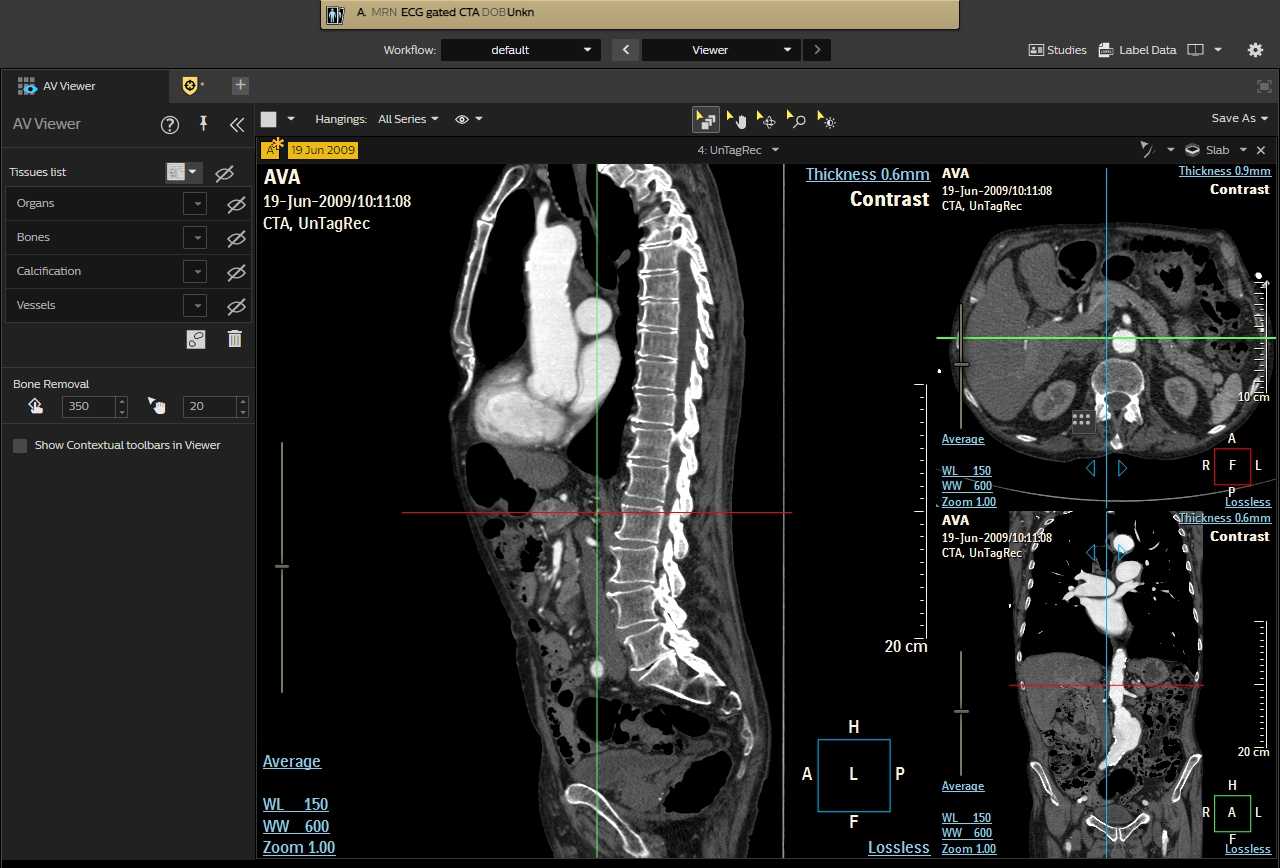 A. MRN ECG gated CTA DOB Unkn
Workflow: default < Viewer >
Studies Label Data
AV Viewer
AV Viewer
Hangings: All Series
Save As
A
19 Jun 2009
4: UnTagRec
Slab
Tissues list
Organs
Bones
Calcification
Vessels
Bone Removal
350
20
Show Contextual toolbars in Viewer
AVA
19-Jun-2009/10:11:08
CTA, UnTagRec
Thickness 0.6mm
Contrast
20 cm
Average
WL 150
WW 600
Zoom 1.00
H
A L P
F
Lossless
AVA
19-Jun-2009/10:11:08
CTA, UnTagRec
Thickness 0.9mm
Contrast
10 cm
Average
WL 150
WW 600
Zoom 1.00
A
R F L
P
Lossless
AVA
19-Jun-2009/10:11:08
CTA, UnTagRec
Thickness 0.6mm
Contrast
20 cm
Average
WL 150
WW 600
Zoom 1.00
H
R A L
F
Lossless